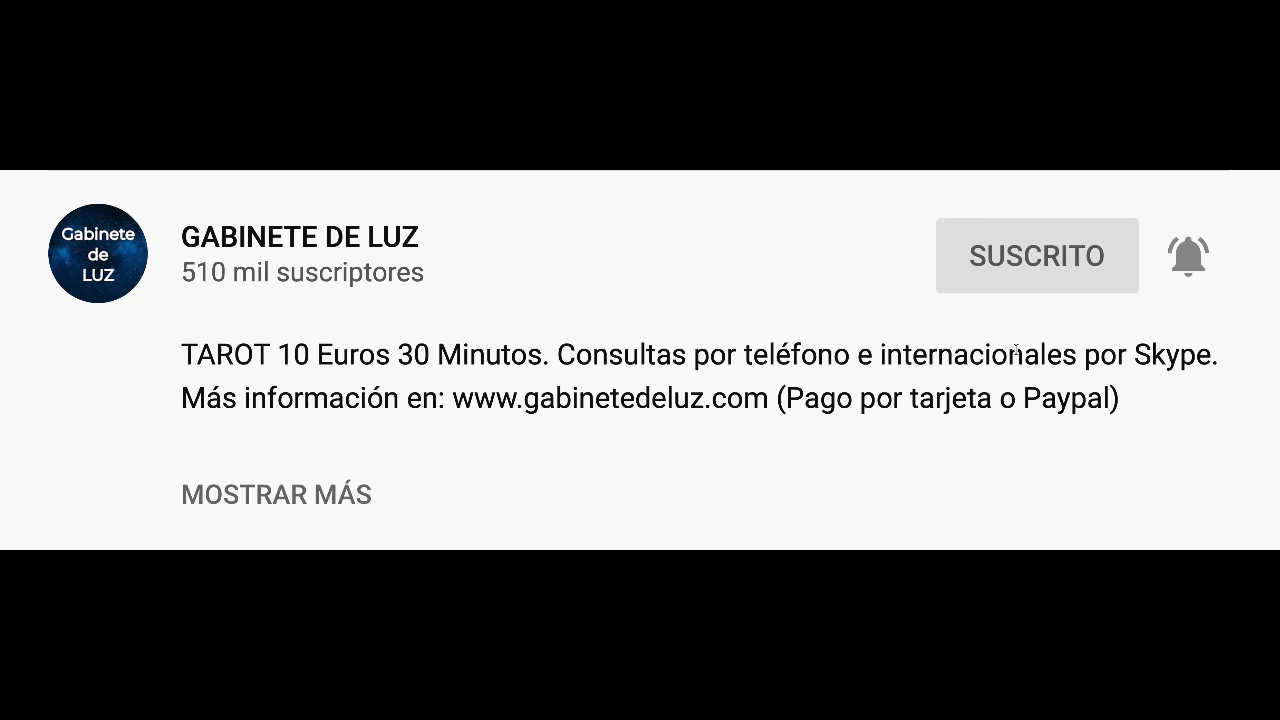 Gabinete
de
LUZ
GABINETE DE LUZ
510 mil suscriptores
SUSCRITO
TAROT 10 Euros 30 Minutos. Consultas por teléfono e internacionales por Skype.
Más información en: www.gabinetedeluz.com (Pago por tarjeta o Paypal)
MOSTRAR MÁS